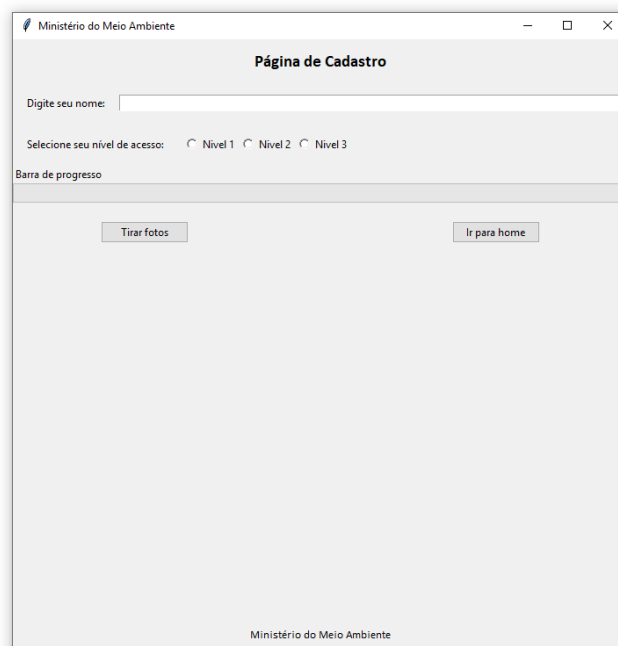 Ministério do Meio Ambiente
Página de Cadastro
Digite seu nome:
Selecione seu nível de acesso: Nivel 1 Nivel 2 Nivel 3
Barra de progresso
Tirar fotos Ir para home
Ministério do Meio Ambiente